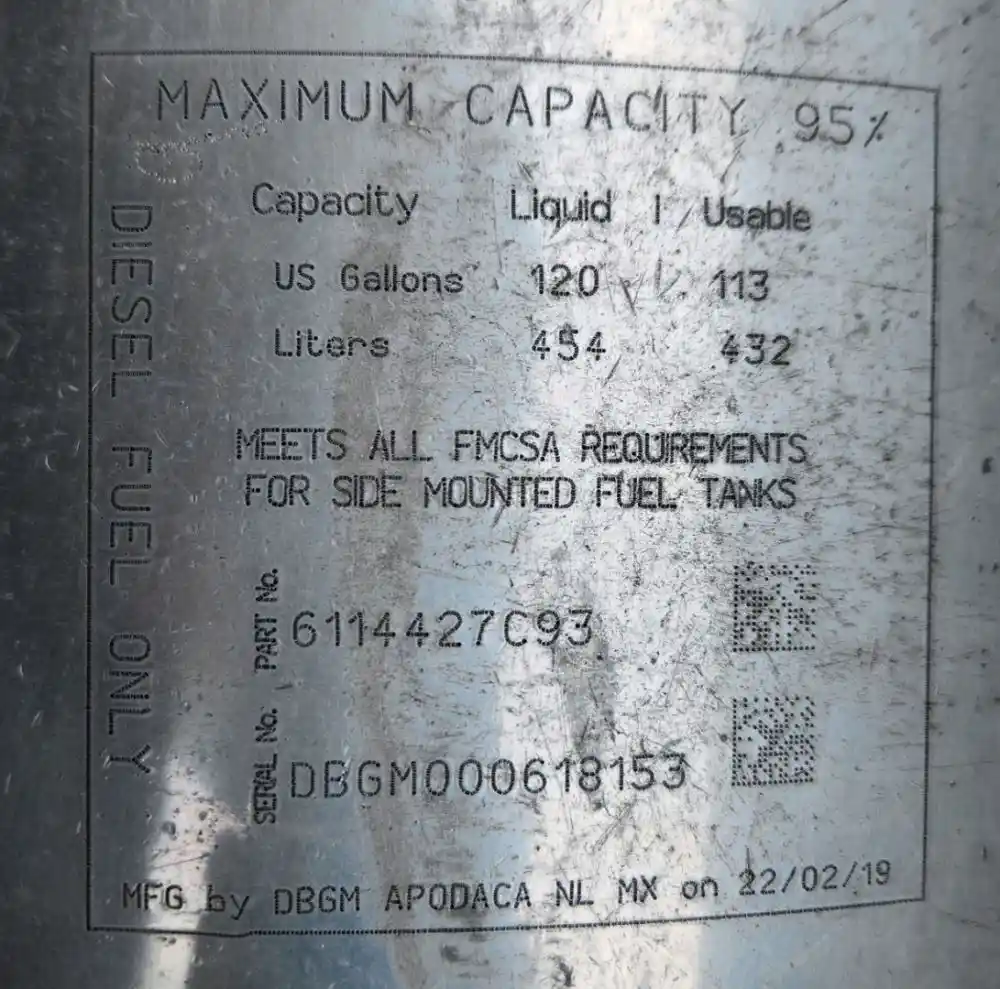 MAXIMUM CAPACITY 95%
DIESEL FUEL ONLY
Capacity Liquid | Usable
US Gallons 120 113
Liters 454 432
MEETS ALL FMCSA REQUIREMENTS
FOR SIDE MOUNTED FUEL TANKS
PART No. 6114427C93
SERIAL No. DBGM000618153
MFG by DBGM APODACA NL MX on 22/02/19